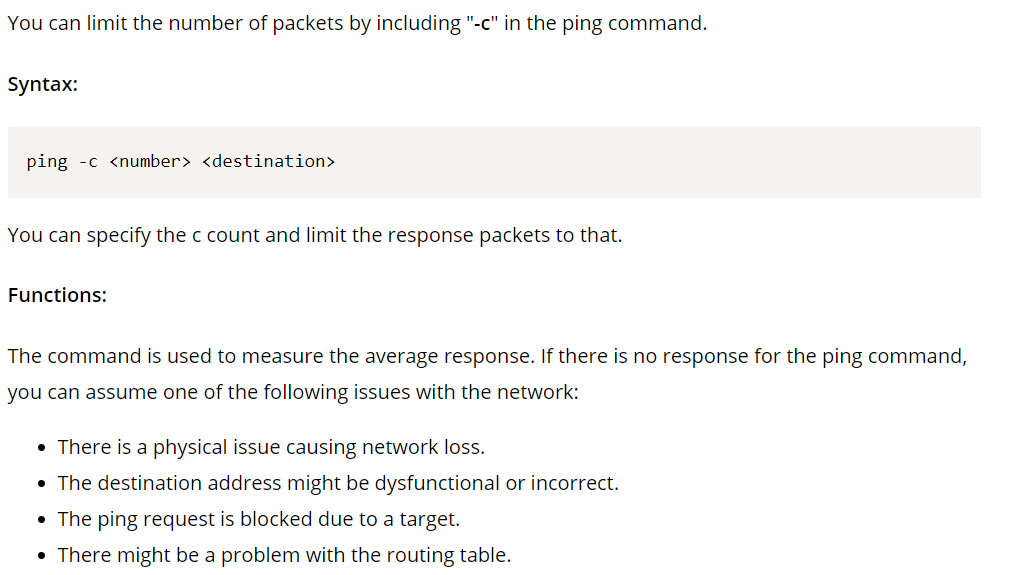 You can limit the number of packets by including "-c" in the ping command.
Syntax:
ping -c <number> <destination>
You can specify the c count and limit the response packets to that.
Functions:
The command is used to measure the average response. If there is no response for the ping command,
you can assume one of the following issues with the network:
• There is a physical issue causing network loss.
• The destination address might be dysfunctional or incorrect.
• The ping request is blocked due to a target.
• There might be a problem with the routing table.